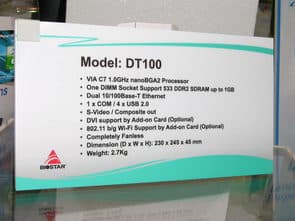 Model: DT100
• VIA C7 1.0GHz nanoBGA2 Processor
• One DIMM Socket Support 533 DDR2 SDRAM up to 1GB
• Dual 10/100Base-T Ethernet
• 1 x COM / 4 x USB 2.0
• S-Video / Composite out
• DVI support by Add-on Card (Optional)
• 802.11 b/g Wi-Fi Support by Add-on Card (Optional)
• Completely Fanless
• Dimension (D x W x H): 230 x 245 x 45 mm
• Weight: 2.7Kg
BIOSTAR